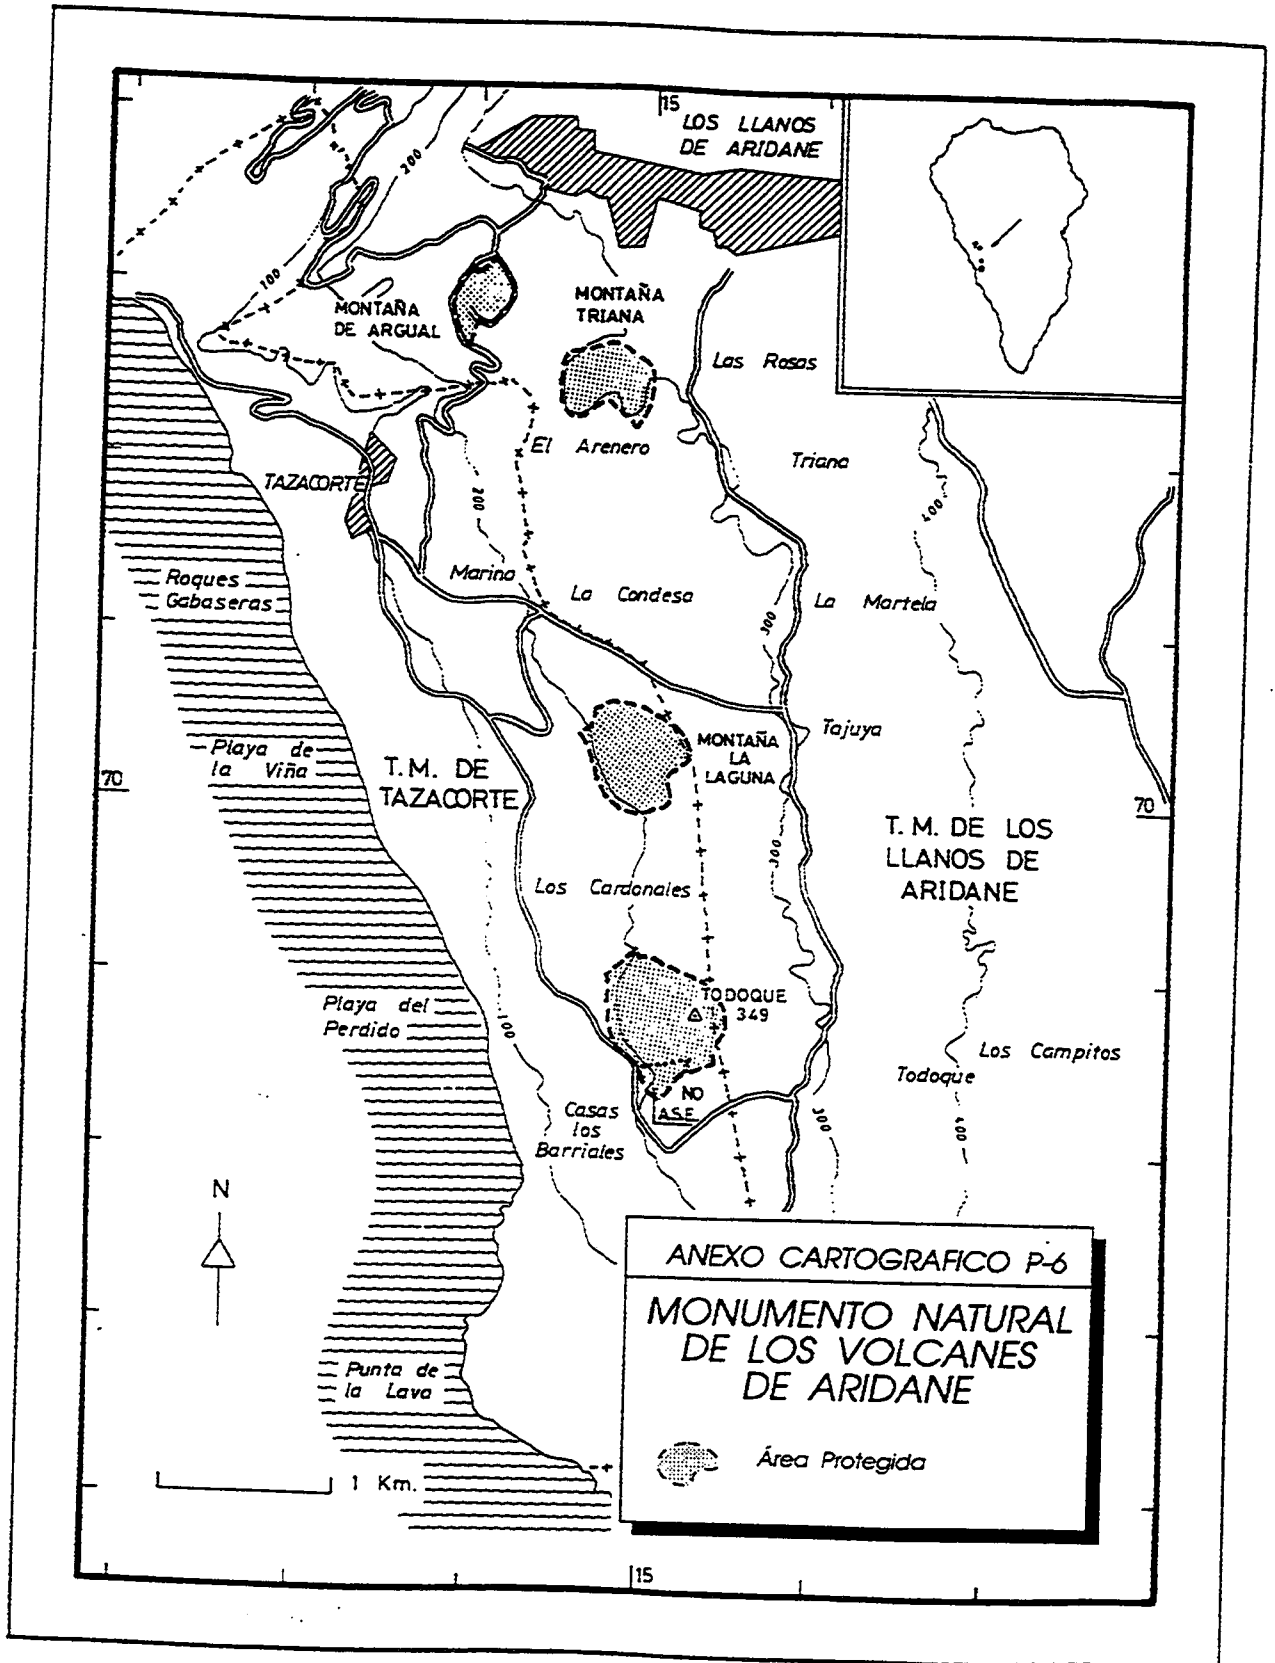 15
LOS LLANOS
DE ARIDANE
200
100
MONTAÑA
DE ARGUAL
MONTAÑA
TRIANA
Las Rosas
El Arenero
Triana
TAZACORTE
200
400
Roques
Gabaseras
Marina
La Condesa
La Martela
300
Playa de
la Viña
T.M. DE
TAZACORTE
MONTAÑA
LA
LAGUNA
Tajuya
70
70
T.M. DE LOS
LLANOS DE
ARIDANE
300
Los Cardonales
Playa del
Perdido
100
TODOQUE
349
Los Campitos
Todoque
NO
A.S.E.
Casas
los
Barriales
300
400
N
ANEXO CARTOGRAFICO P-6
MONUMENTO NATURAL
DE LOS VOLCANES
DE ARIDANE
Área Protegida
Punta de
la Lava
1 Km.
15